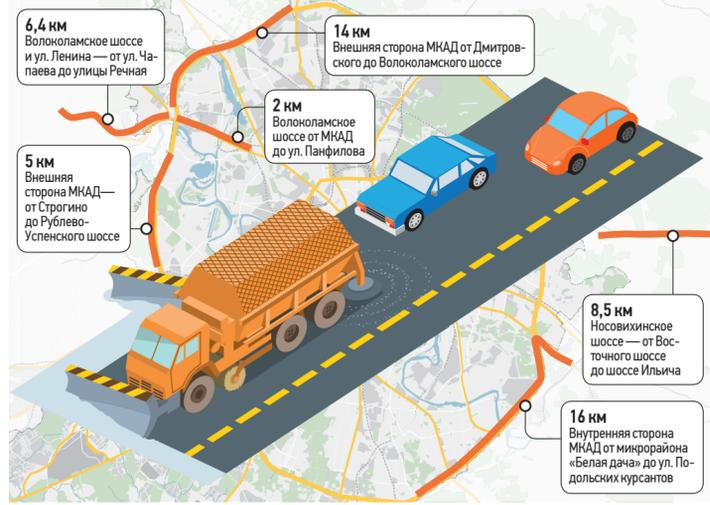 6,4 км
Волоколамское шоссе
и ул. Ленина — от ул. Ча-
паева до улицы Речная
14 км
Внешняя сторона МКАД от Дмитров-
ского до Волоколамского шоссе
2 км
Волоколамское
шоссе от МКАД
до ул. Панфилова
5 км
Внешняя
сторона МКАД—
от Строгино
до Рублево-
Успенского шоссе
8,5 км
Носовихинское
шоссе — от Вос-
точного шоссе
до шоссе Ильича
16 км
Внутренняя сторона
МКАД от микрорайона
«Белая дача» до ул. По-
дольских курсантов